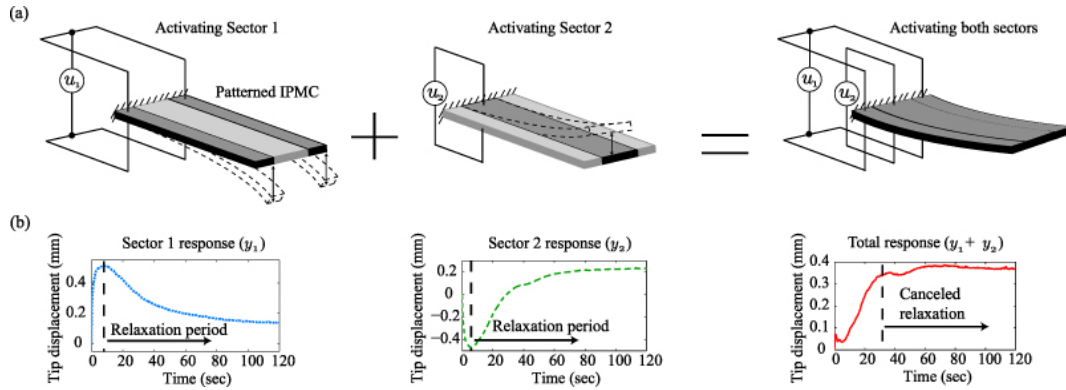 (a)
Activating Sector 1
Activating Sector 2
Activating both sectors
u₁
Patterned IPMC
u₂
u₁
u₂
(b)
Sector 1 response (y₁)
Tip displacement (mm)
0.4
0.2
0
Relaxation period
0 20 40 60 80 100 120
Time (sec)
Sector 2 response (y₂)
Tip displacement (mm)
0.2
0
−0.2
−0.4
Relaxation period
0 20 40 60 80 100 120
Time (sec)
Total response (y₁+ y₂)
Tip displacement (mm)
0.4
0.3
0.2
0.1
0
Canceled
relaxation
0 20 40 60 80 100 120
Time (sec)